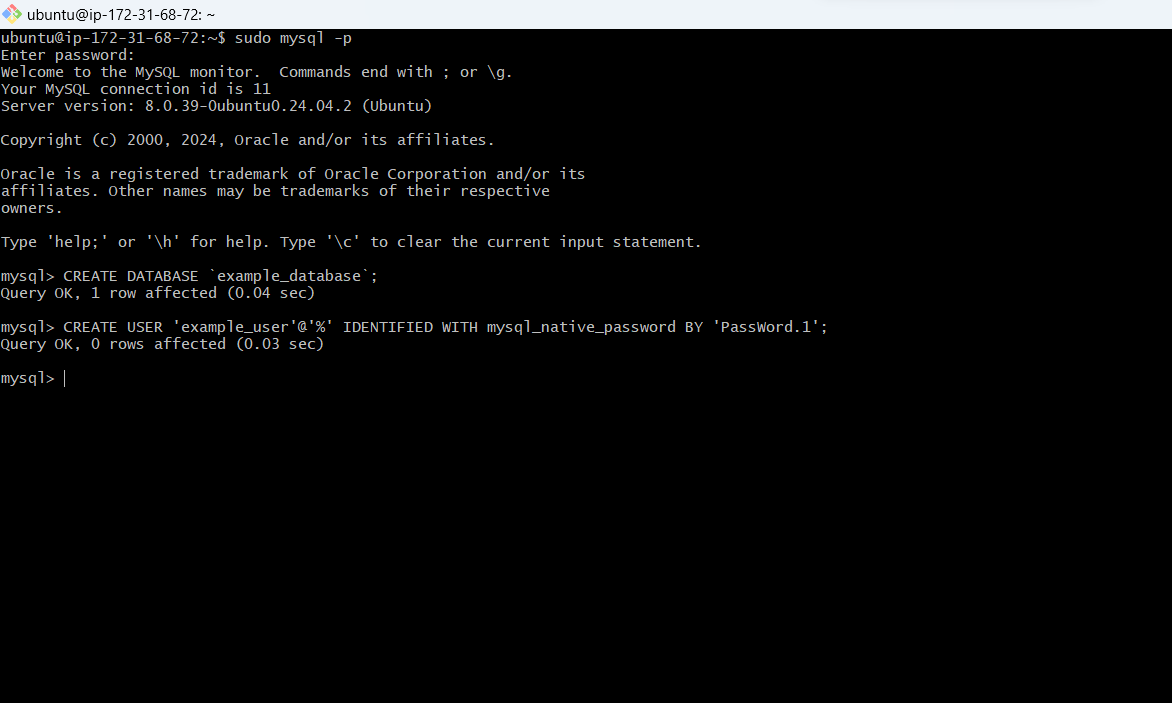 ubuntu@ip-172-31-68-72: ~
ubuntu@ip-172-31-68-72:~$ sudo mysql -p
Enter password:
Welcome to the MySQL monitor.  Commands end with ; or \g.
Your MySQL connection id is 11
Server version: 8.0.39-0ubuntu0.24.04.2 (Ubuntu)
Copyright (c) 2000, 2024, Oracle and/or its affiliates.
Oracle is a registered trademark of Oracle Corporation and/or its
affiliates. Other names may be trademarks of their respective
owners.
Type 'help;' or '\h' for help. Type '\c' to clear the current input statement.
mysql> CREATE DATABASE `example_database`;
Query OK, 1 row affected (0.04 sec)
mysql> CREATE USER 'example_user'@'%' IDENTIFIED WITH mysql_native_password BY 'PassWord.1';
Query OK, 0 rows affected (0.03 sec)
mysql>